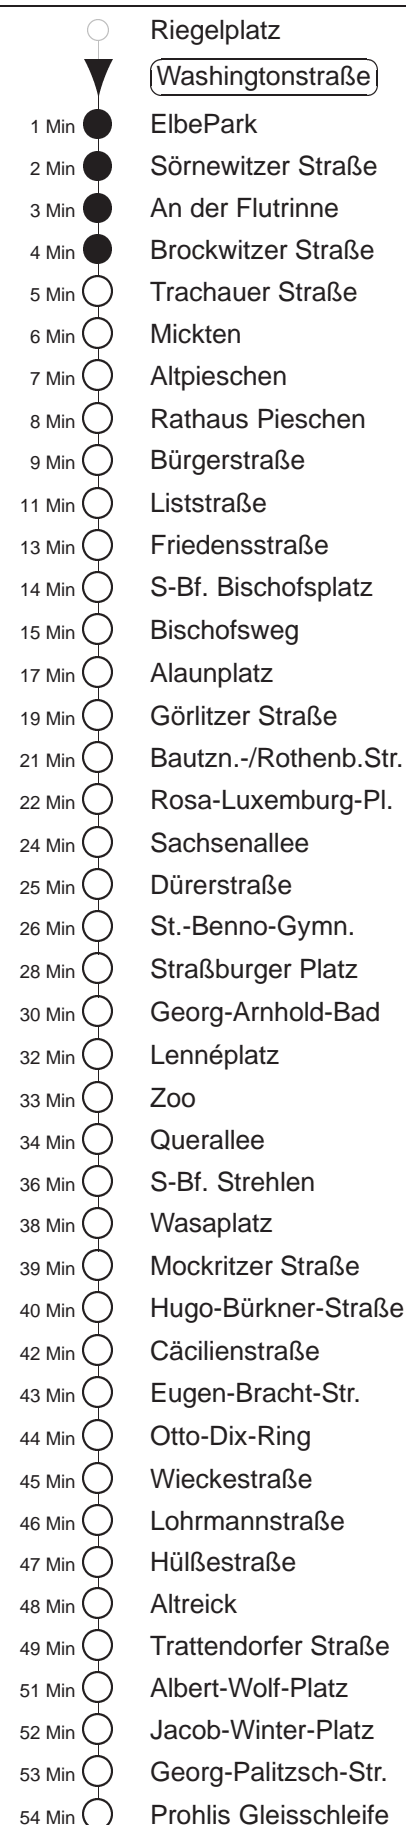 Riegelplatz
Washingtonstraße
1 Min ElbePark
2 Min Sörnewitzer Straße
3 Min An der Flutrinne
4 Min Brockwitzer Straße
5 Min Trachauer Straße
6 Min Mickten
7 Min Altpieschen
8 Min Rathaus Pieschen
9 Min Bürgerstraße
11 Min Liststraße
13 Min Friedensstraße
14 Min S-Bf. Bischofsplatz
15 Min Bischofsweg
17 Min Alaunplatz
19 Min Görlitzer Straße
21 Min Bautzn.-/Rothenb.Str.
22 Min Rosa-Luxemburg-Pl.
24 Min Sachsenallee
25 Min Dürerstraße
26 Min St.-Benno-Gymn.
28 Min Straßburger Platz
30 Min Georg-Arnhold-Bad
32 Min Lennéplatz
33 Min Zoo
34 Min Querallee
36 Min S-Bf. Strehlen
38 Min Wasaplatz
39 Min Mockritzer Straße
40 Min Hugo-Bürkner-Straße
42 Min Cäcilienstraße
43 Min Eugen-Bracht-Str.
44 Min Otto-Dix-Ring
45 Min Wieckestraße
46 Min Lohrmannstraße
47 Min Hülßestraße
48 Min Altreick
49 Min Trattendorfer Straße
51 Min Albert-Wolf-Platz
52 Min Jacob-Winter-Platz
53 Min Georg-Palitzsch-Str.
54 Min Prohlis Gleisschleife